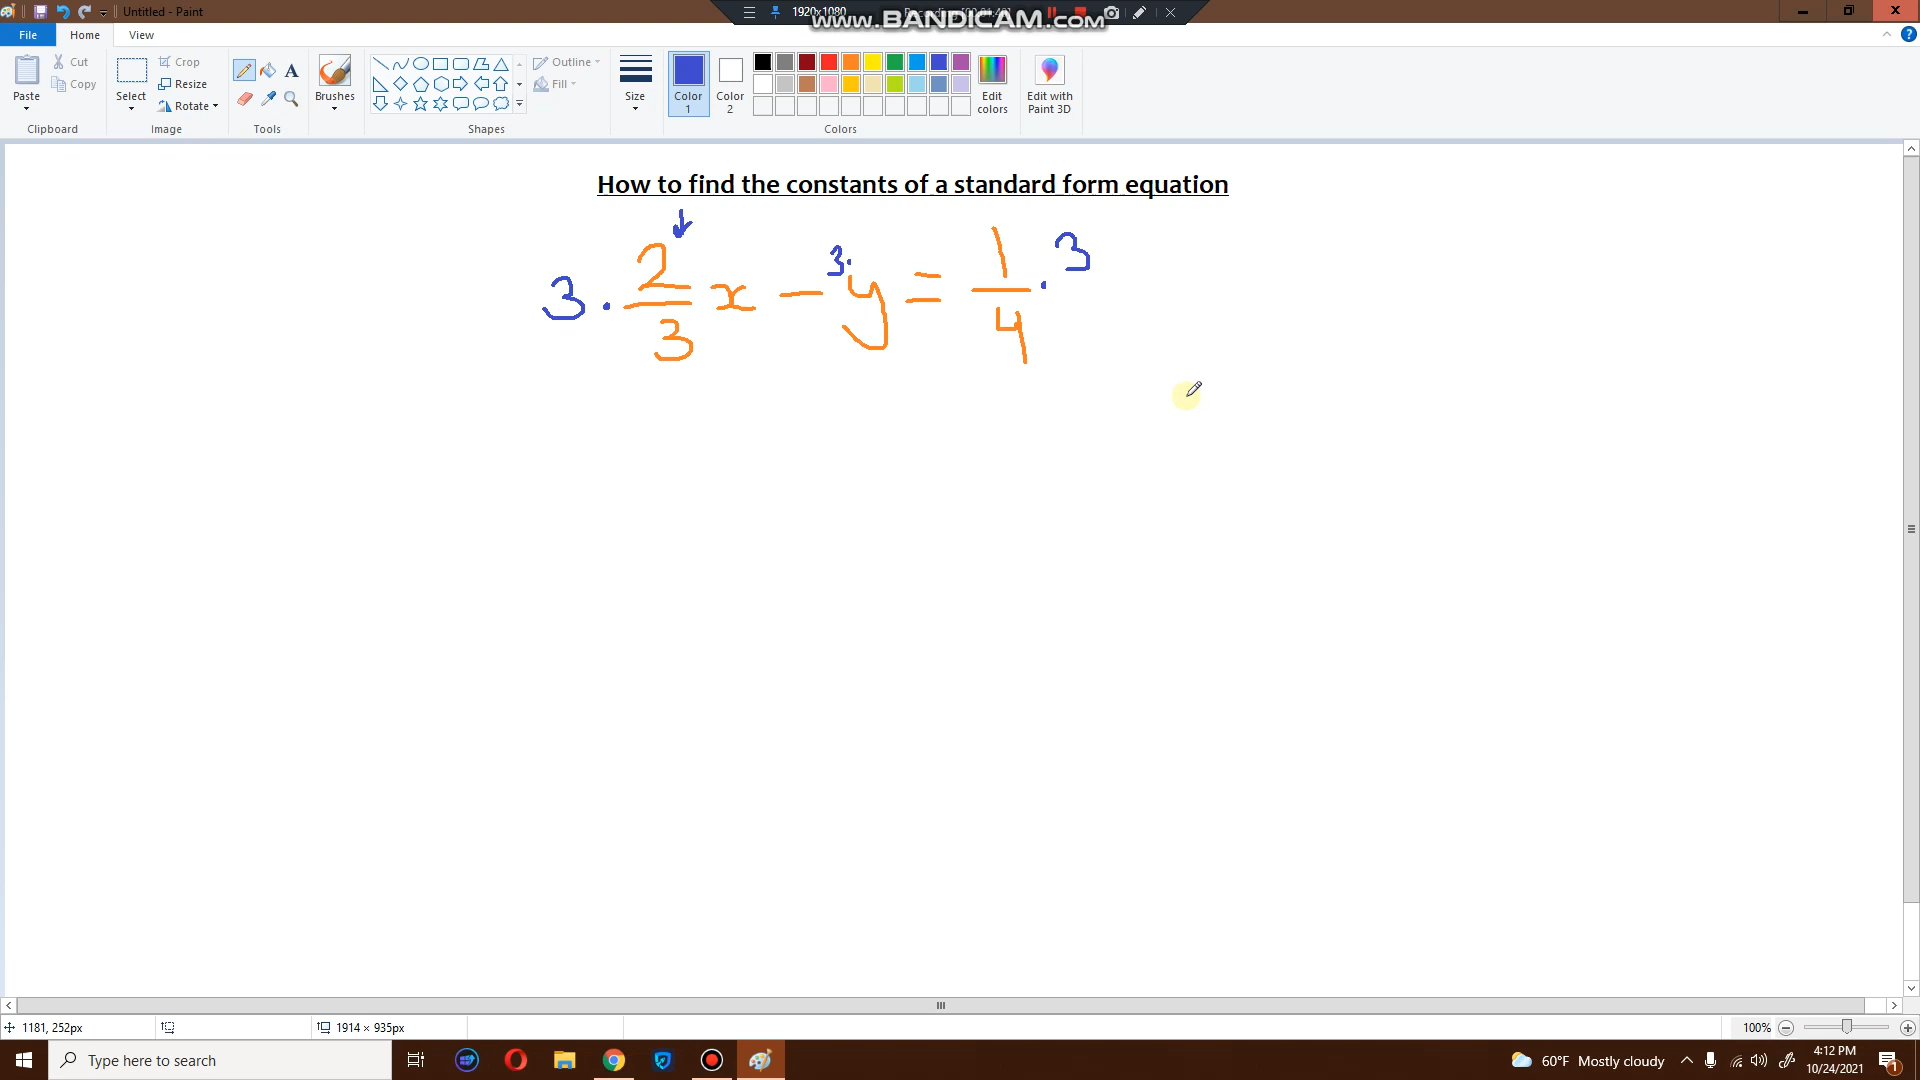 Untitled - Paint
1920x1080
www.BANDICAM.com
File Home View
Paste
Cut
Copy
Clipboard
Select
Crop
Resize
Rotate
Image
Tools
Brushes
Shapes
Outline
Fill
Size
Color 1
Color 2
Colors
Edit colors
Edit with Paint 3D
How to find the constants of a standard form equation
3 · 2/3 x - 3· y = 1/4 · 3
1181, 252px
1914 × 935px
100%
Type here to search
60°F Mostly cloudy
4:12 PM
10/24/2021
1